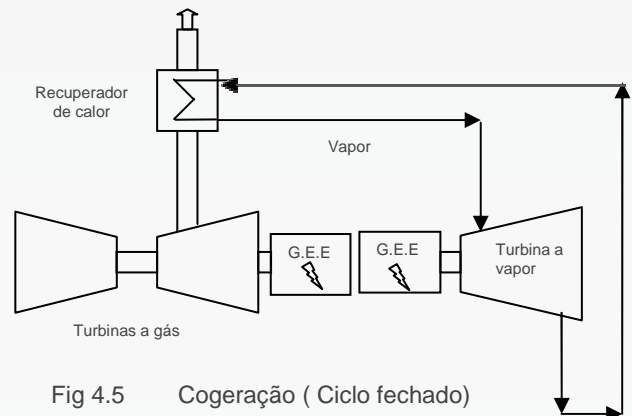 Recuperador
de calor
Vapor
G.E.E
G.E.E
Turbina a
vapor
Turbinas a gás
Fig 4.5 Cogeração ( Ciclo fechado)